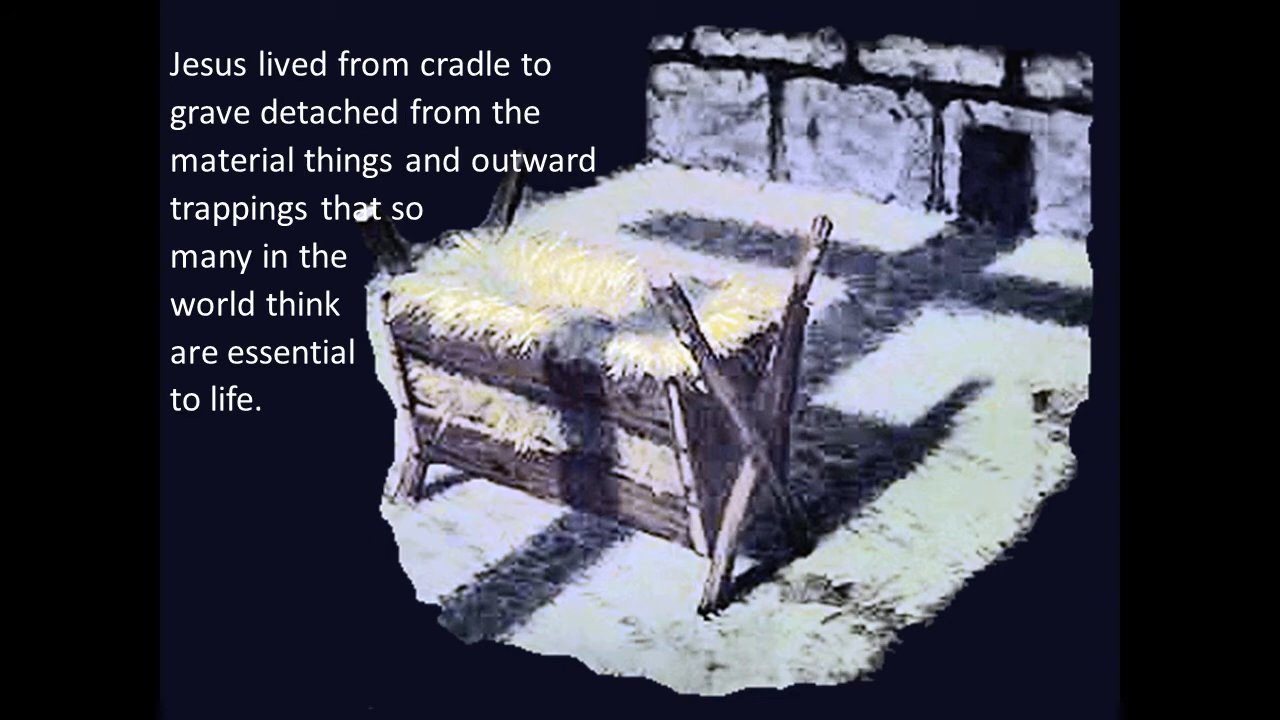 Jesus lived from cradle to
grave detached from the
material things and outward
trappings that so
many in the
world think
are essential
to life.